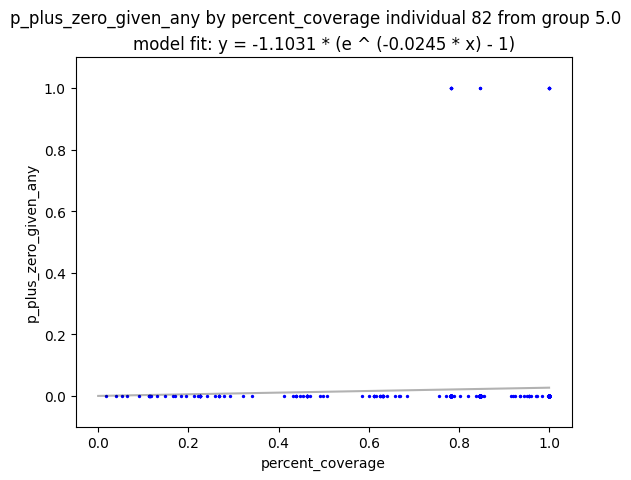 p_plus_zero_given_any by percent_coverage individual 82 from group 5.0
model fit: y = -1.1031 * (e ^ (-0.0245 * x) - 1)
1.0
0.8
0.6
0.4
0.2
0.0
p_plus_zero_given_any
0.0 0.2 0.4 0.6 0.8 1.0
percent_coverage